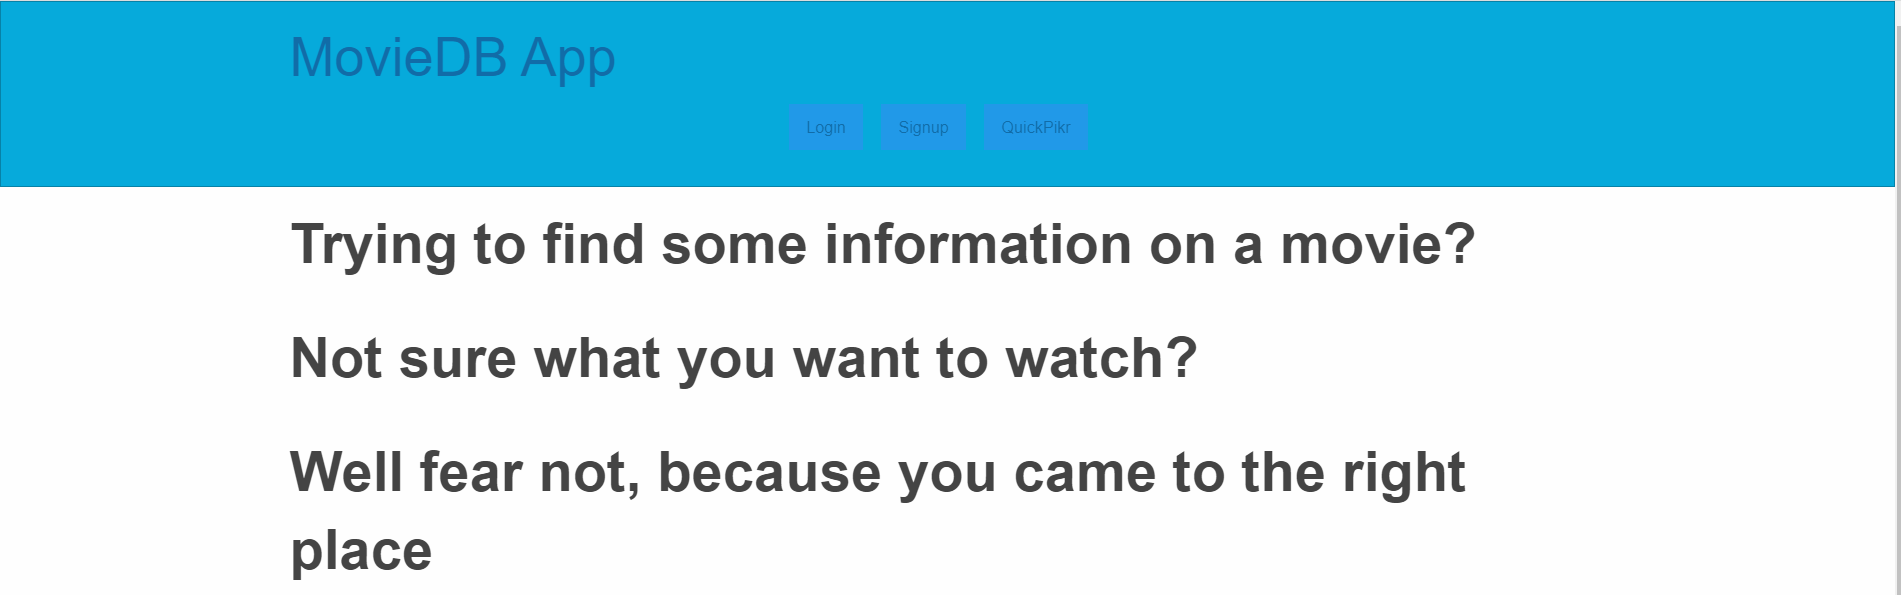 MovieDB App
Login Signup QuickPikr
Trying to find some information on a movie?
Not sure what you want to watch?
Well fear not, because you came to the right
place